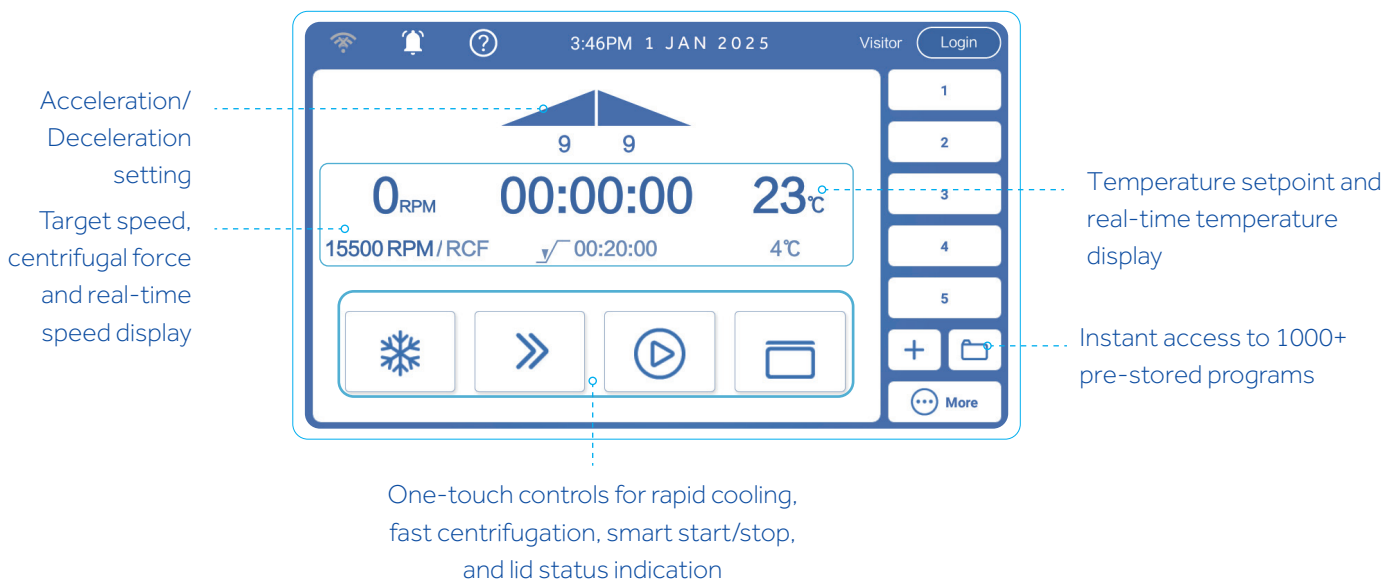 3:46PM 1 JAN 2025
Visitor
Login
Acceleration/
Deceleration
setting
Target speed,
centrifugal force
and real-time
speed display
9 9
0RPM 00:00:00 23℃
15500 RPM/RCF 00:20:00 4℃
1
2
3
4
5
More
Temperature setpoint and
real-time temperature
display
Instant access to 1000+
pre-stored programs
One-touch controls for rapid cooling,
fast centrifugation, smart start/stop,
and lid status indication